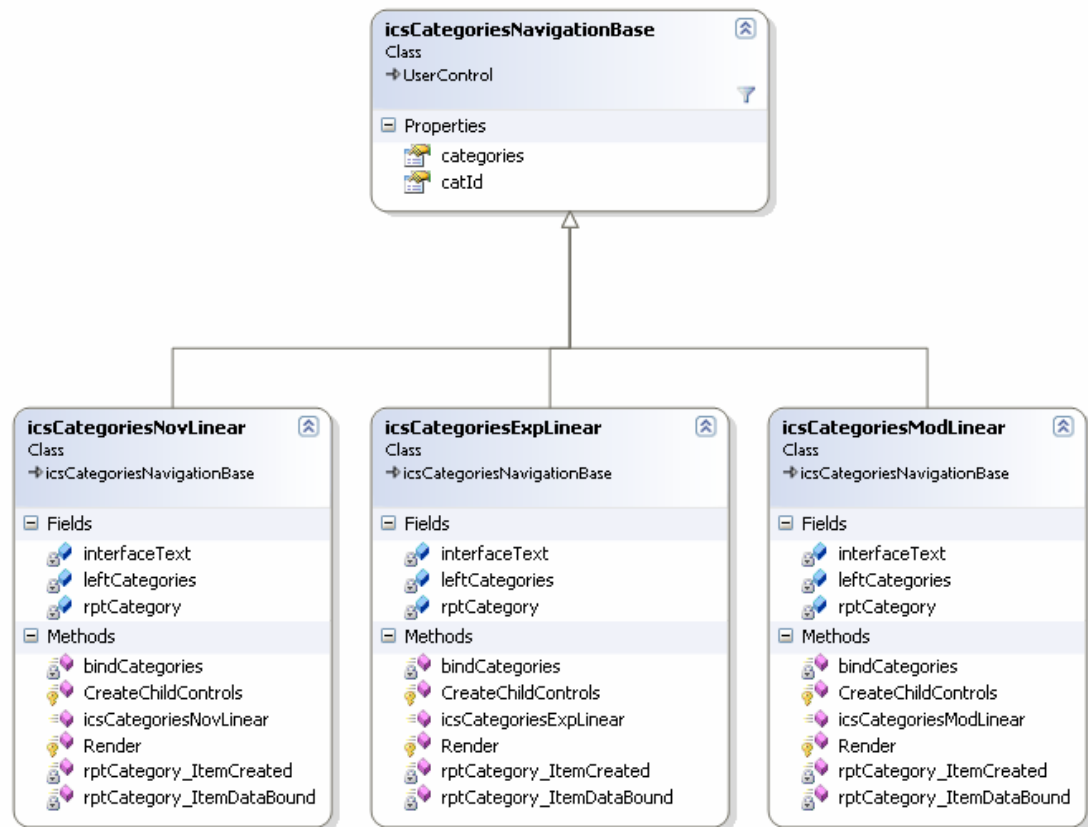 icsCategoriesNavigationBase
Class
UserControl
Properties
categories
catId
icsCategoriesNovLinear
Class
icsCategoriesNavigationBase
Fields
interfaceText
leftCategories
rptCategory
Methods
bindCategories
CreateChildControls
icsCategoriesNovLinear
Render
rptCategory_ItemCreated
rptCategory_ItemDataBound
icsCategoriesExpLinear
Class
icsCategoriesNavigationBase
Fields
interfaceText
leftCategories
rptCategory
Methods
bindCategories
CreateChildControls
icsCategoriesExpLinear
Render
rptCategory_ItemCreated
rptCategory_ItemDataBound
icsCategoriesModLinear
Class
icsCategoriesNavigationBase
Fields
interfaceText
leftCategories
rptCategory
Methods
bindCategories
CreateChildControls
icsCategoriesModLinear
Render
rptCategory_ItemCreated
rptCategory_ItemDataBound